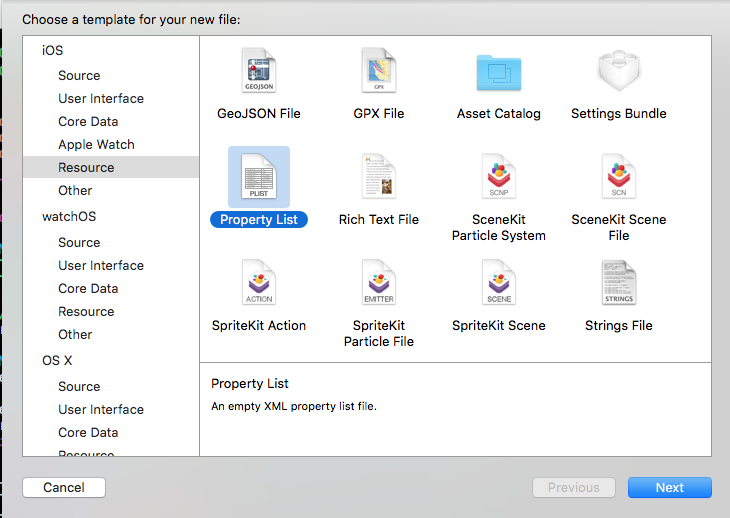 Choose a template for your new file:
iOS
Source
User Interface
Core Data
Apple Watch
Resource
Other
watchOS
Source
User Interface
Core Data
Resource
Other
OS X
Source
User Interface
Core Data
Resource
GEOJSON
GPX
GeoJSON File
GPX File
Asset Catalog
Settings Bundle
PLIST
SCNP
SCN
Property List
Rich Text File
SceneKit
Particle System
SceneKit Scene
File
ACTION
EMITTER
SCENE
STRINGS
SpriteKit Action
SpriteKit
Particle File
SpriteKit Scene
Strings File
Property List
An empty XML property list file.
Cancel
Previous
Next